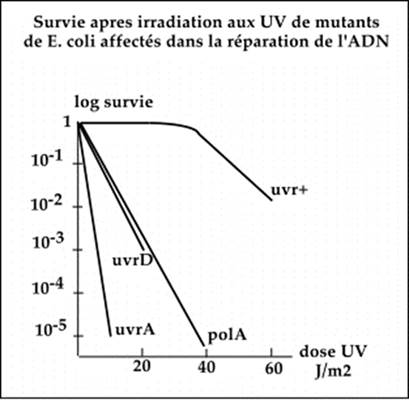 Survie apres irradiation aux UV de mutants
de E. coli affectés dans la réparation de l'ADN
log survie
1
10-1
10-2
10-3
10-4
10-5
uvr+
uvrD
uvrA
polA
20
40
60
dose UV
J/m2